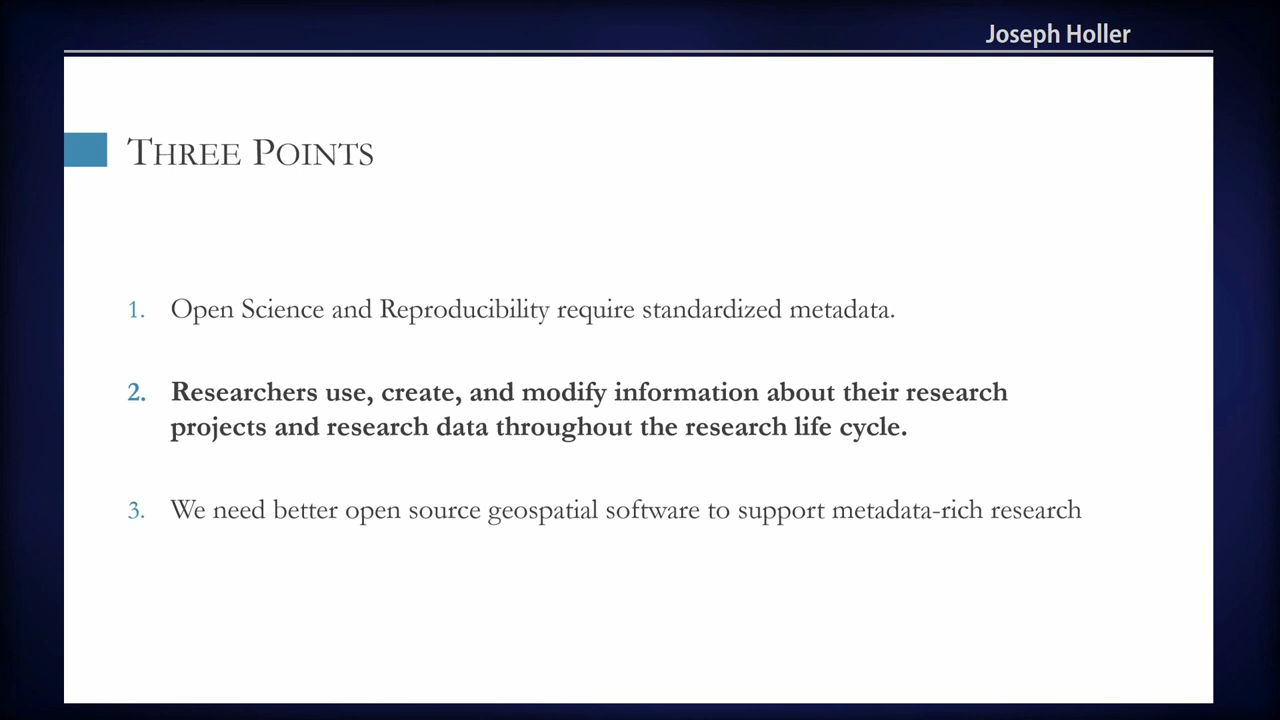 Joseph Holler
THREE POINTS
1. Open Science and Reproducibility require standardized metadata.
2. Researchers use, create, and modify information about their research
projects and research data throughout the research life cycle.
3. We need better open source geospatial software to support metadata-rich research